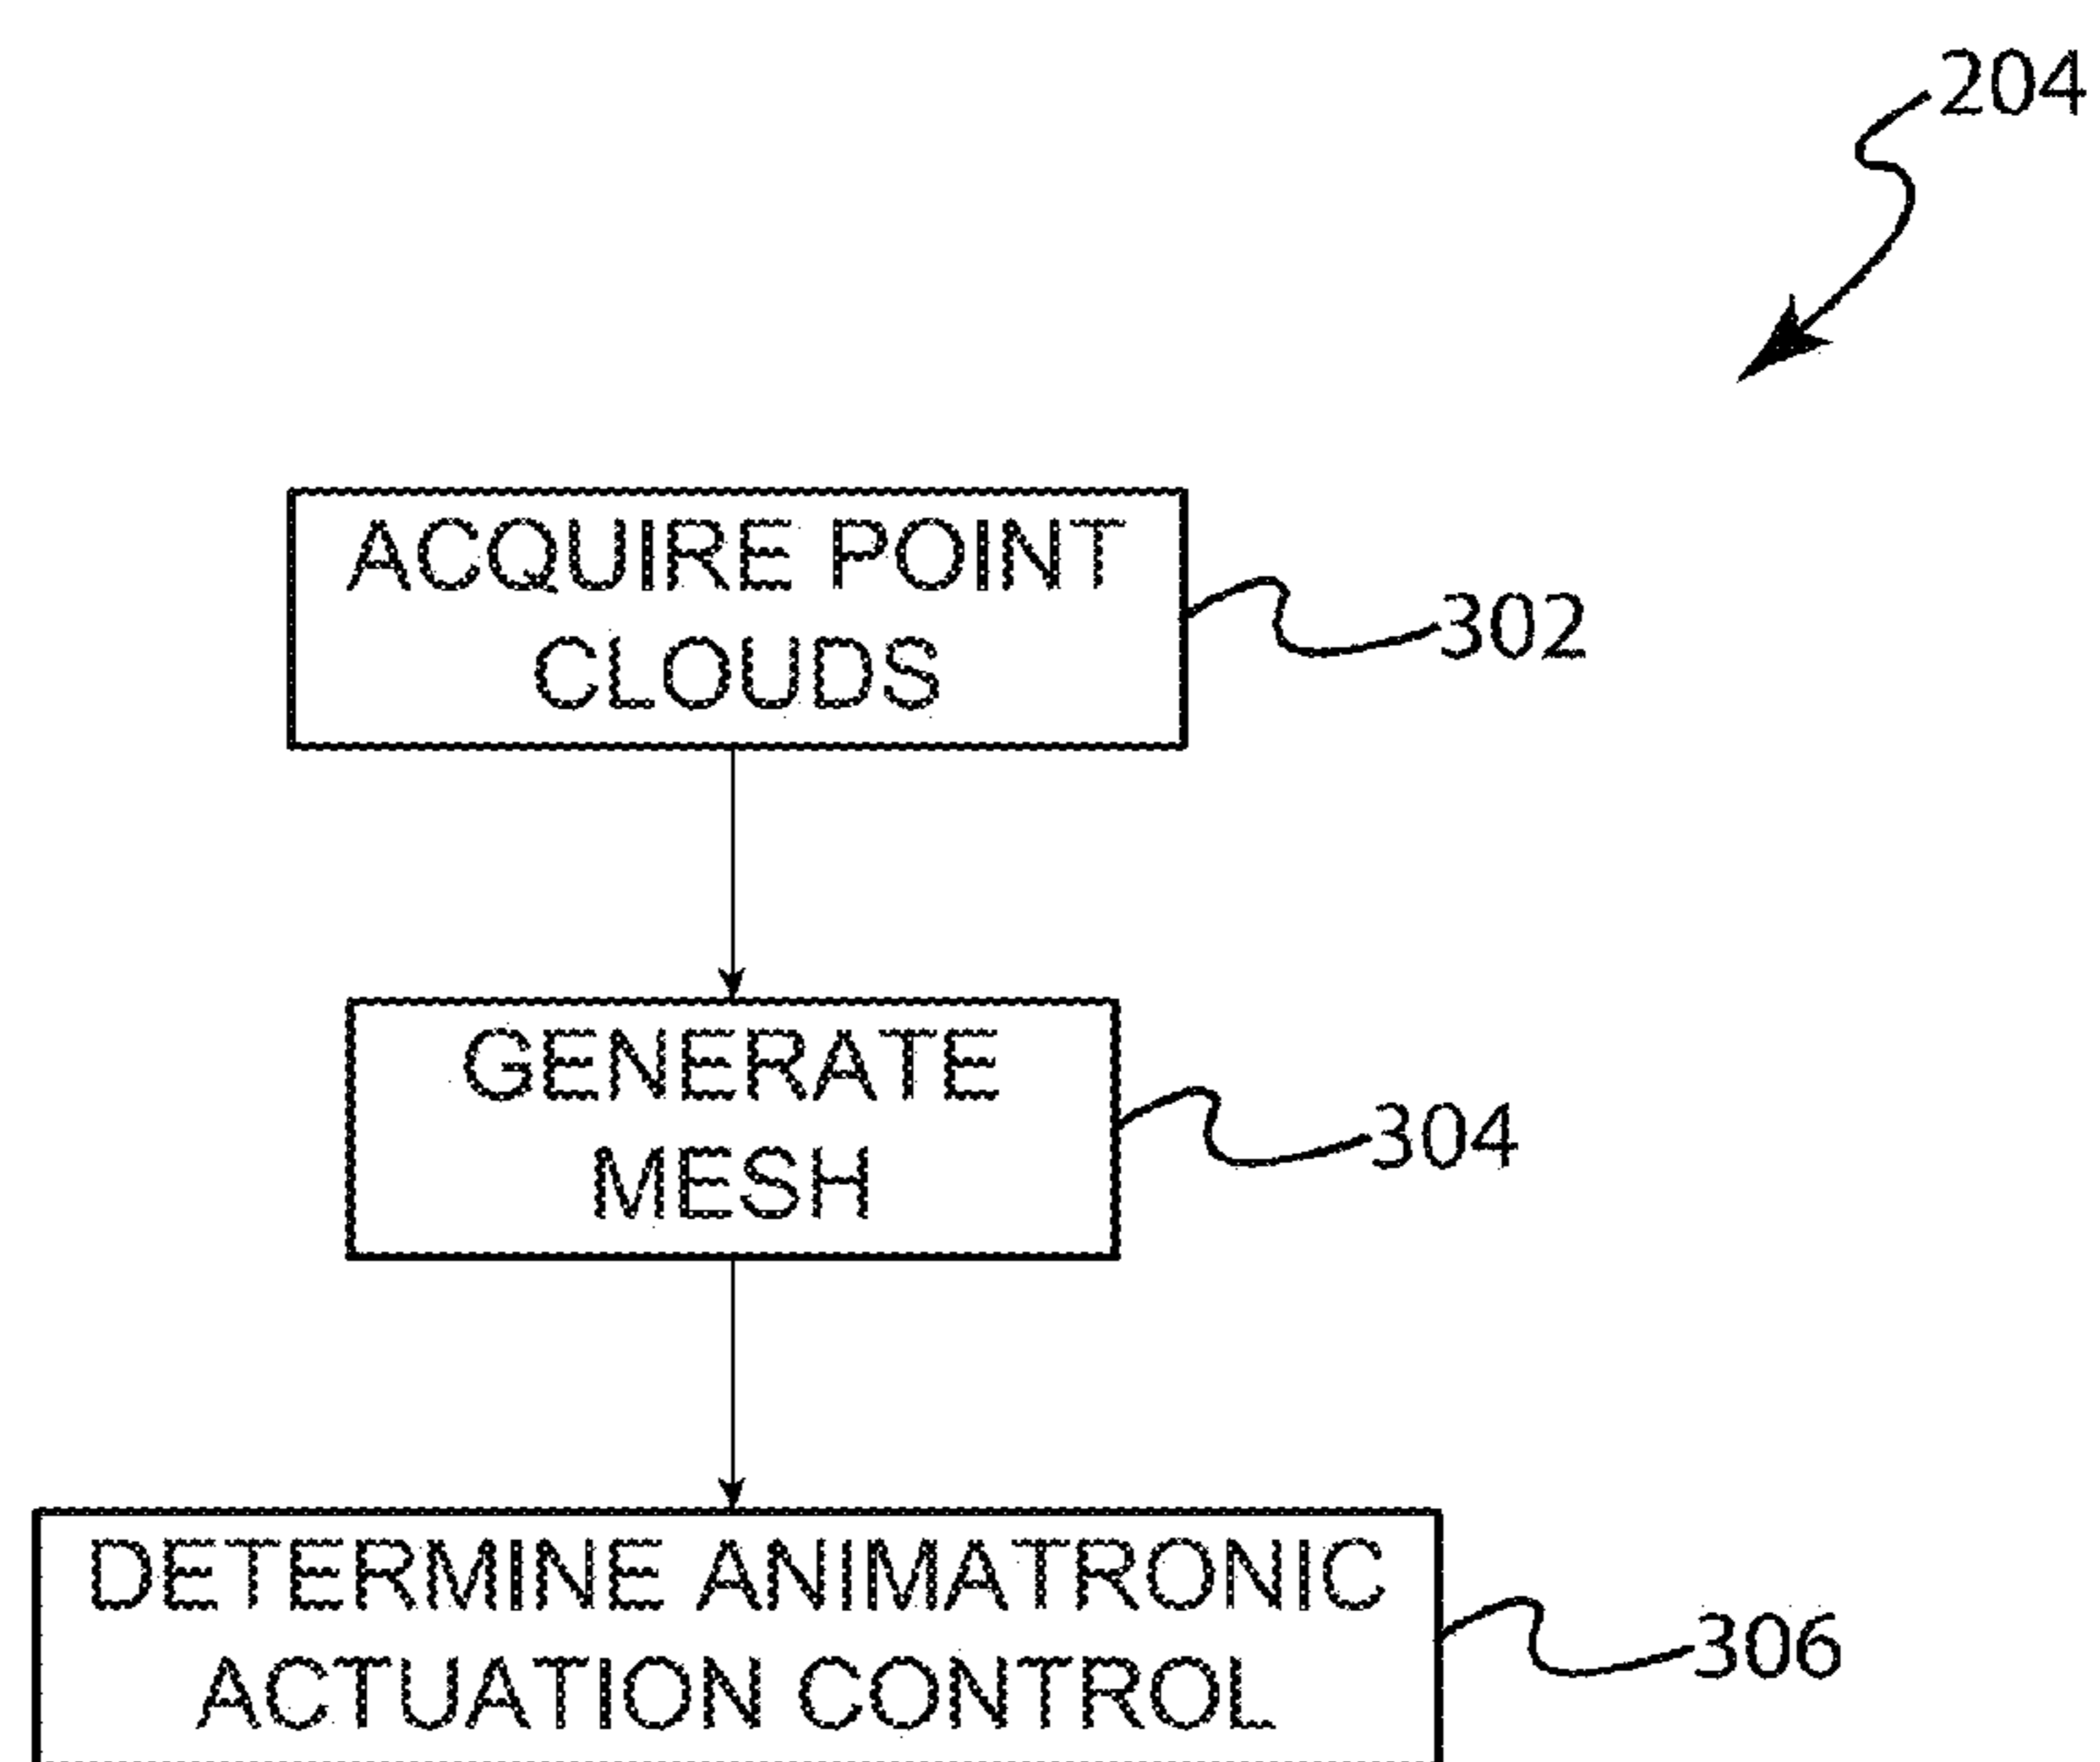 204
ACQUIRE POINT
CLOUDS
302
GENERATE
MESH
304
DETERMINE ANIMATRONIC
ACTUATION CONTROL
306